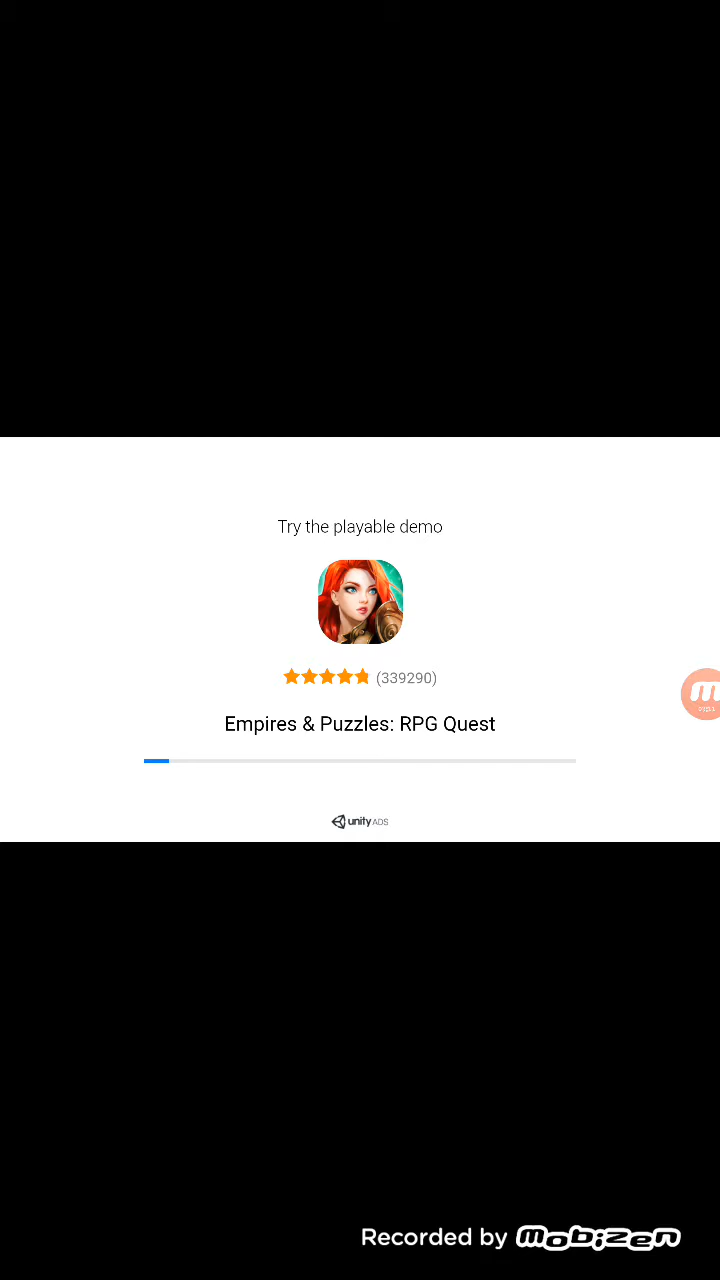 Try the playable demo
(339290)
Empires & Puzzles: RPG Quest
unity ADS
Recorded by mobizen